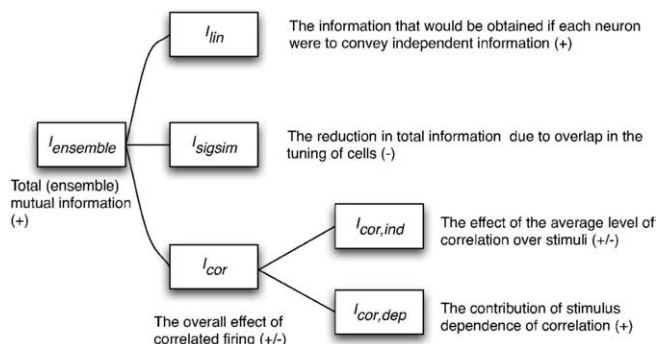 I_lin
The information that would be obtained if each neuron
were to convey independent information (+)
I_ensemble
Total (ensemble)
mutual information
(+)
I_sigsim
The reduction in total information due to overlap in the
tuning of cells (-)
I_cor
The overall effect of
correlated firing (+/-)
I_cor,ind
The effect of the average level of
correlation over stimuli (+/-)
I_cor,dep
The contribution of stimulus
dependence of correlation (+)